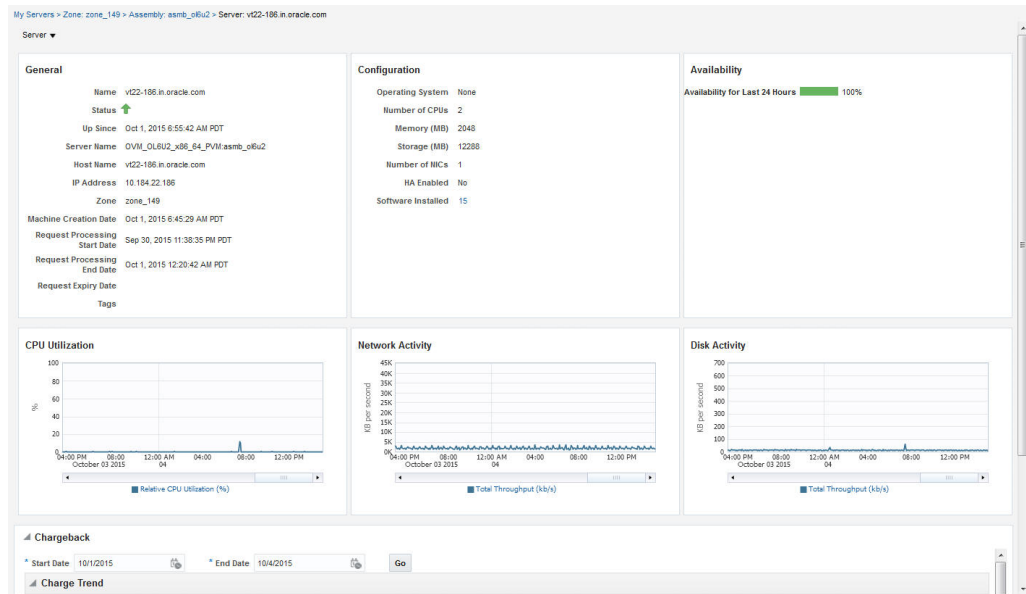 My Servers > Zone: zone_149 > Assembly: asmb_ol6u2 > Server: vt22-186.in.oracle.com
Server
General
Name vt22-186.in.oracle.com
Status
Up Since Oct 1, 2015 6:55:42 AM PDT
Server Name OVM_OL6U2_x86_64_PVM:asmb_ol6u2
Host Name vt22-186.in.oracle.com
IP Address 10.184.22.186
Zone zone_149
Machine Creation Date Oct 1, 2015 6:45:29 AM PDT
Request Processing
Start Date Sep 30, 2015 11:38:35 PM PDT
Request Processing
End Date Oct 1, 2015 12:20:42 AM PDT
Request Expiry Date
Tags
Configuration
Operating System None
Number of CPUs 2
Memory (MB) 2048
Storage (MB) 12288
Number of NICs 1
HA Enabled No
Software Installed 15
Availability
Availability for Last 24 Hours 100%
CPU Utilization
100
80
60
40
20
0
%
04:00 PM 08:00 12:00 AM 04:00 08:00 12:00 PM
October 03 2015 04
Relative CPU Utilization (%)
Network Activity
45K
40K
35K
30K
25K
20K
15K
10K
5K
0K
KB per second
04:00 PM 08:00 12:00 AM 04:00 08:00 12:00 PM
October 03 2015 04
Total Throughput (kb/s)
Disk Activity
700
600
500
400
300
200
100
0
KB per second
04:00 PM 08:00 12:00 AM 04:00 08:00 12:00 PM
October 03 2015 04
Total Throughput (kb/s)
Chargeback
* Start Date 10/1/2015 * End Date 10/4/2015 Go
Charge Trend